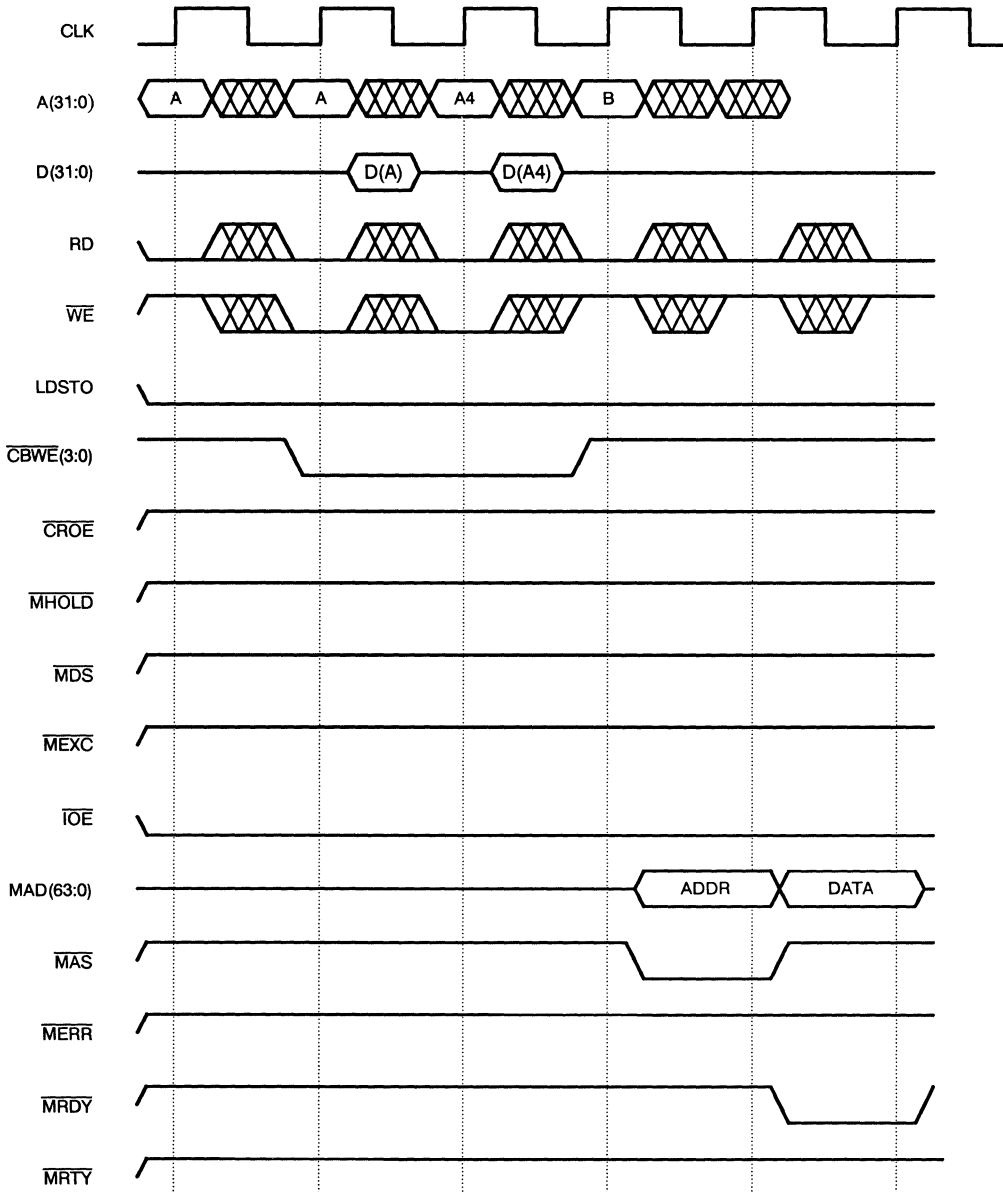 CLK
A(31:0) A A A4 B
D(31:0) D(A) D(A4)
RD
WE
LDSTO
CBWE(3:0)
CROE
MHOLD
MDS
MEXC
IOE
MAD(63:0) ADDR DATA
MAS
MERR
MRDY
MRTY